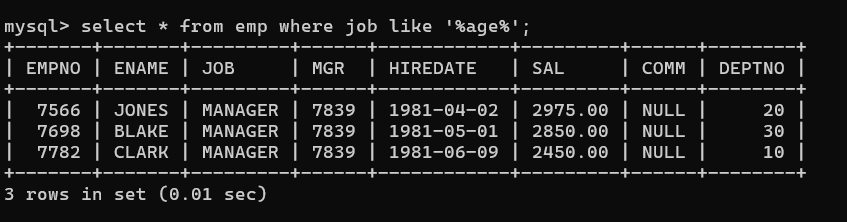 mysql> select * from emp where job like '%age%';
+-------+-------+---------+------+------------+---------+------+--------+
| EMPNO | ENAME | JOB     | MGR  | HIREDATE   | SAL     | COMM | DEPTNO |
+-------+-------+---------+------+------------+---------+------+--------+
|  7566 | JONES | MANAGER | 7839 | 1981-04-02 | 2975.00 | NULL |     20 |
|  7698 | BLAKE | MANAGER | 7839 | 1981-05-01 | 2850.00 | NULL |     30 |
|  7782 | CLARK | MANAGER | 7839 | 1981-06-09 | 2450.00 | NULL |     10 |
+-------+-------+---------+------+------------+---------+------+--------+
3 rows in set (0.01 sec)